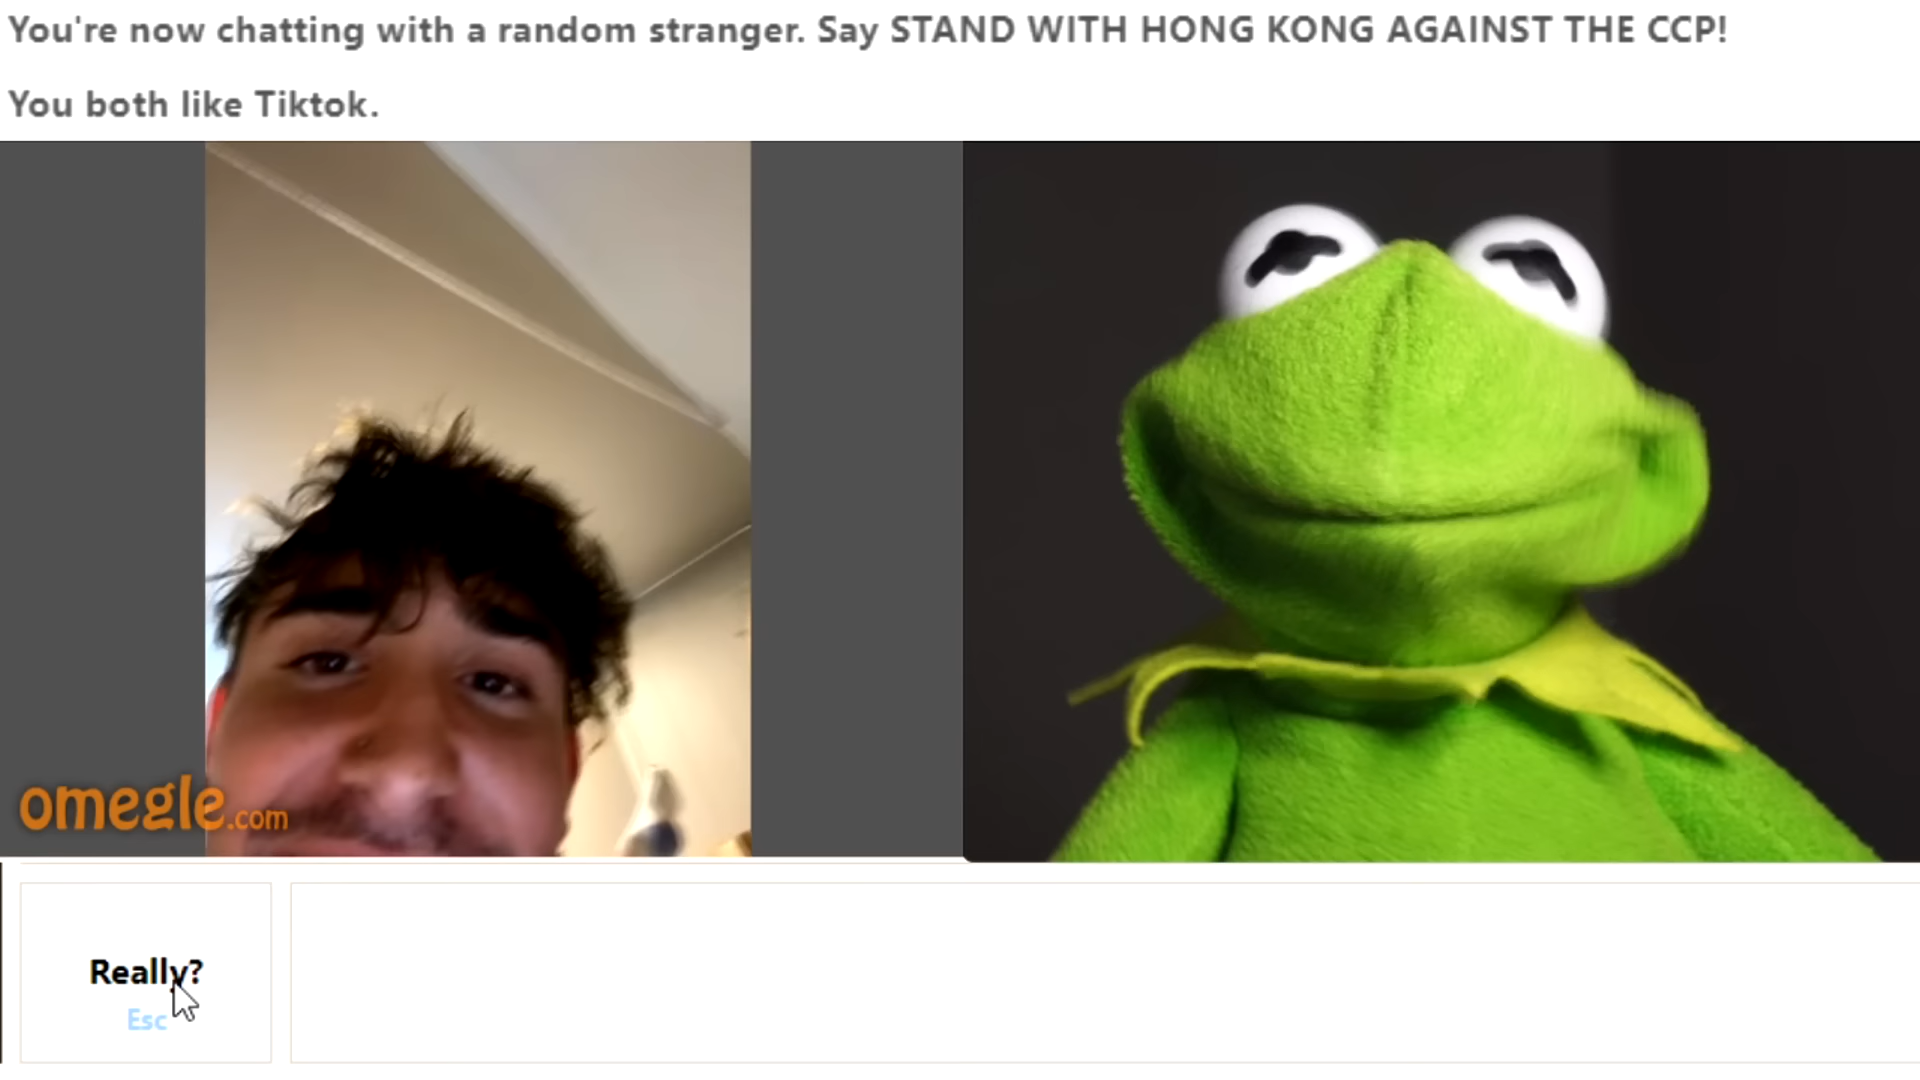 You're now chatting with a random stranger. Say STAND WITH HONG KONG AGAINST THE CCP!
You both like Tiktok.
omegle.com
Really?
Esc